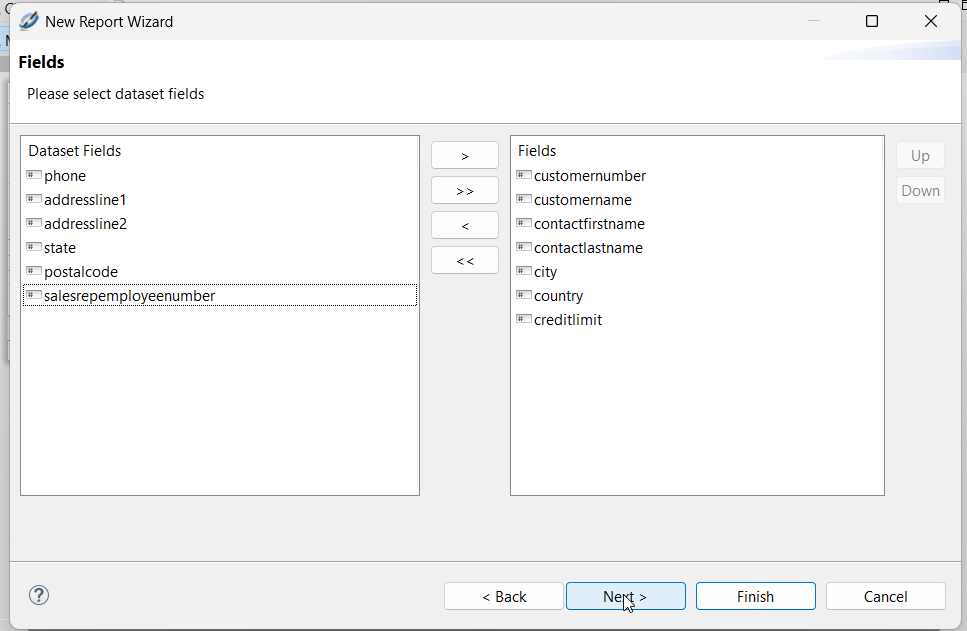 New Report Wizard
Fields
Please select dataset fields
Dataset Fields
phone
addressline1
addressline2
state
postalcode
salesrepemployeenumber
>
>>
<
<<
Fields
customernumber
customername
contactfirstname
contactlastname
city
country
creditlimit
Up
Down
?
< Back
Next >
Finish
Cancel